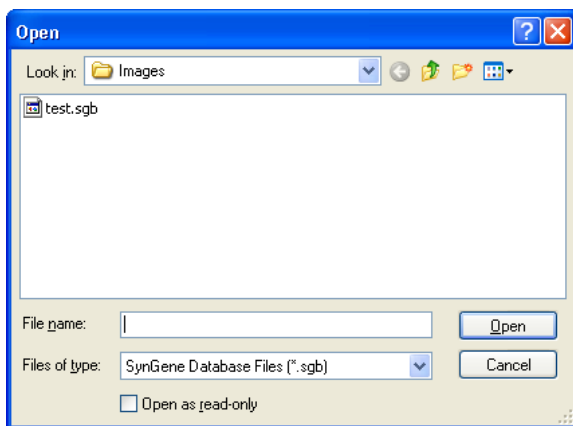 Open
Look in: Images
test.sgb
File name: Open
Files of type: SynGene Database Files (*.sgb) Cancel
Open as read-only